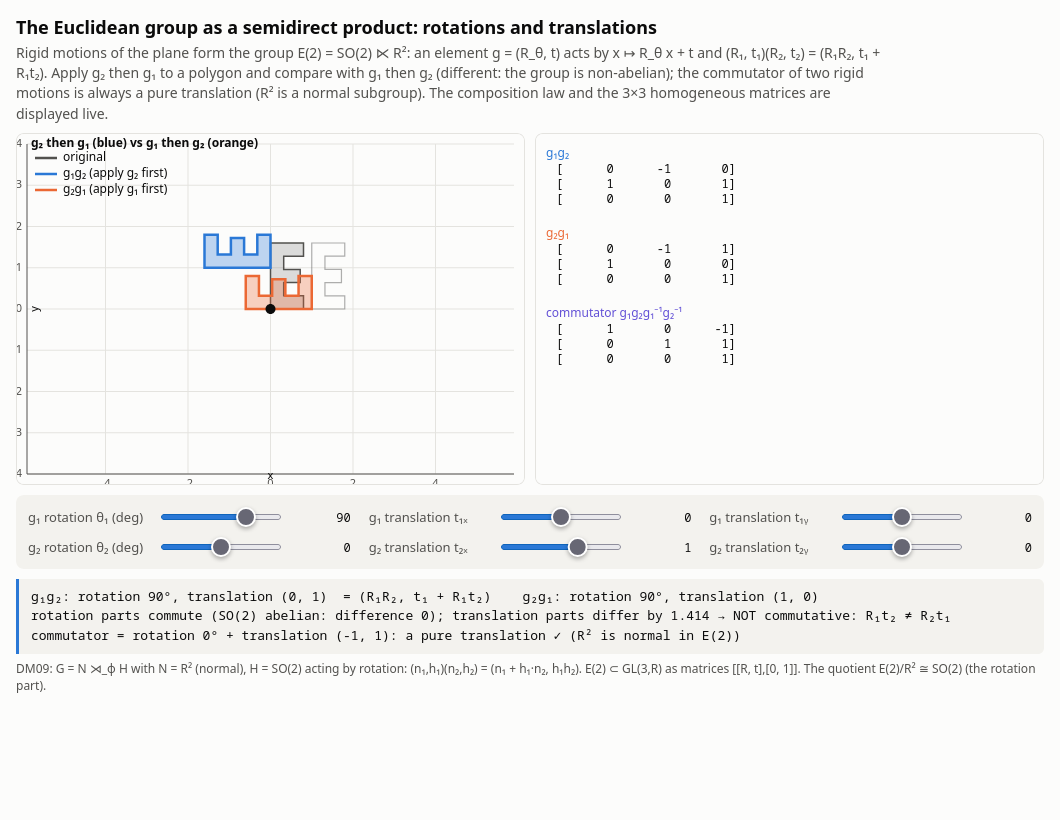 The Euclidean group as a semidirect product: rotations and translations
Rigid motions of the plane form the group E(2) = SO(2) ⋉ R²: an element g = (R_θ, t) acts by x ↦ R_θ x + t and (R₁, t₁)(R₂, t₂) = (R₁R₂, t₁ +
R₁t₂). Apply g₂ then g₁ to a polygon and compare with g₁ then g₂ (different: the group is non-abelian); the commutator of two rigid
motions is always a pure translation (R² is a normal subgroup). The composition law and the 3×3 homogeneous matrices are
displayed live.
g₂ then g₁ (blue) vs g₁ then g₂ (orange)
original
g₁g₂ (apply g₂ first)
g₂g₁ (apply g₁ first)
4
3
2
1
0
1
2
3
4
y
x
4
2
0
2
4
g₁g₂
[ 0 -1 0]
[ 1 0 1]
[ 0 0 1]
g₂g₁
[ 0 -1 1]
[ 1 0 0]
[ 0 0 1]
commutator g₁g₂g₁⁻¹g₂⁻¹
[ 1 0 -1]
[ 0 1 1]
[ 0 0 1]
g₁ rotation θ₁ (deg) 90 g₁ translation t₁ₓ 0 g₁ translation t₁ᵧ 0
g₂ rotation θ₂ (deg) 0 g₂ translation t₂ₓ 1 g₂ translation t₂ᵧ 0
g₁g₂: rotation 90°, translation (0, 1) = (R₁R₂, t₁ + R₁t₂) g₂g₁: rotation 90°, translation (1, 0)
rotation parts commute (SO(2) abelian: difference 0); translation parts differ by 1.414 → NOT commutative: R₁t₂ ≠ R₂t₁
commutator = rotation 0° + translation (-1, 1): a pure translation ✓ (R² is normal in E(2))
DM09: G = N ⋊_ϕ H with N = R² (normal), H = SO(2) acting by rotation: (n₁,h₁)(n₂,h₂) = (n₁ + h₁·n₂, h₁h₂). E(2) ⊂ GL(3,R) as matrices [[R, t],[0, 1]]. The quotient E(2)/R² ≅ SO(2) (the rotation
part).